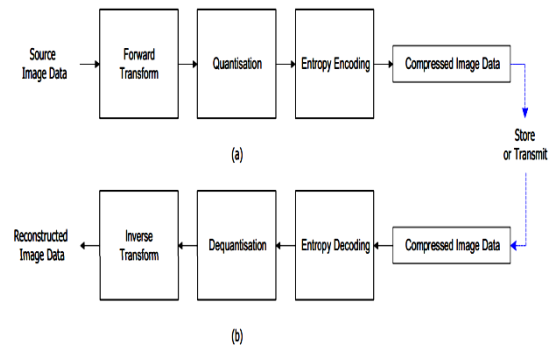 Source
Image Data
Forward
Transform
Quantisation
Entropy Encoding
Compressed Image Data
(a)
Store
or Transmit
Reconstructed
Image Data
Inverse
Transform
Dequantisation
Entropy Decoding
Compressed Image Data
(b)